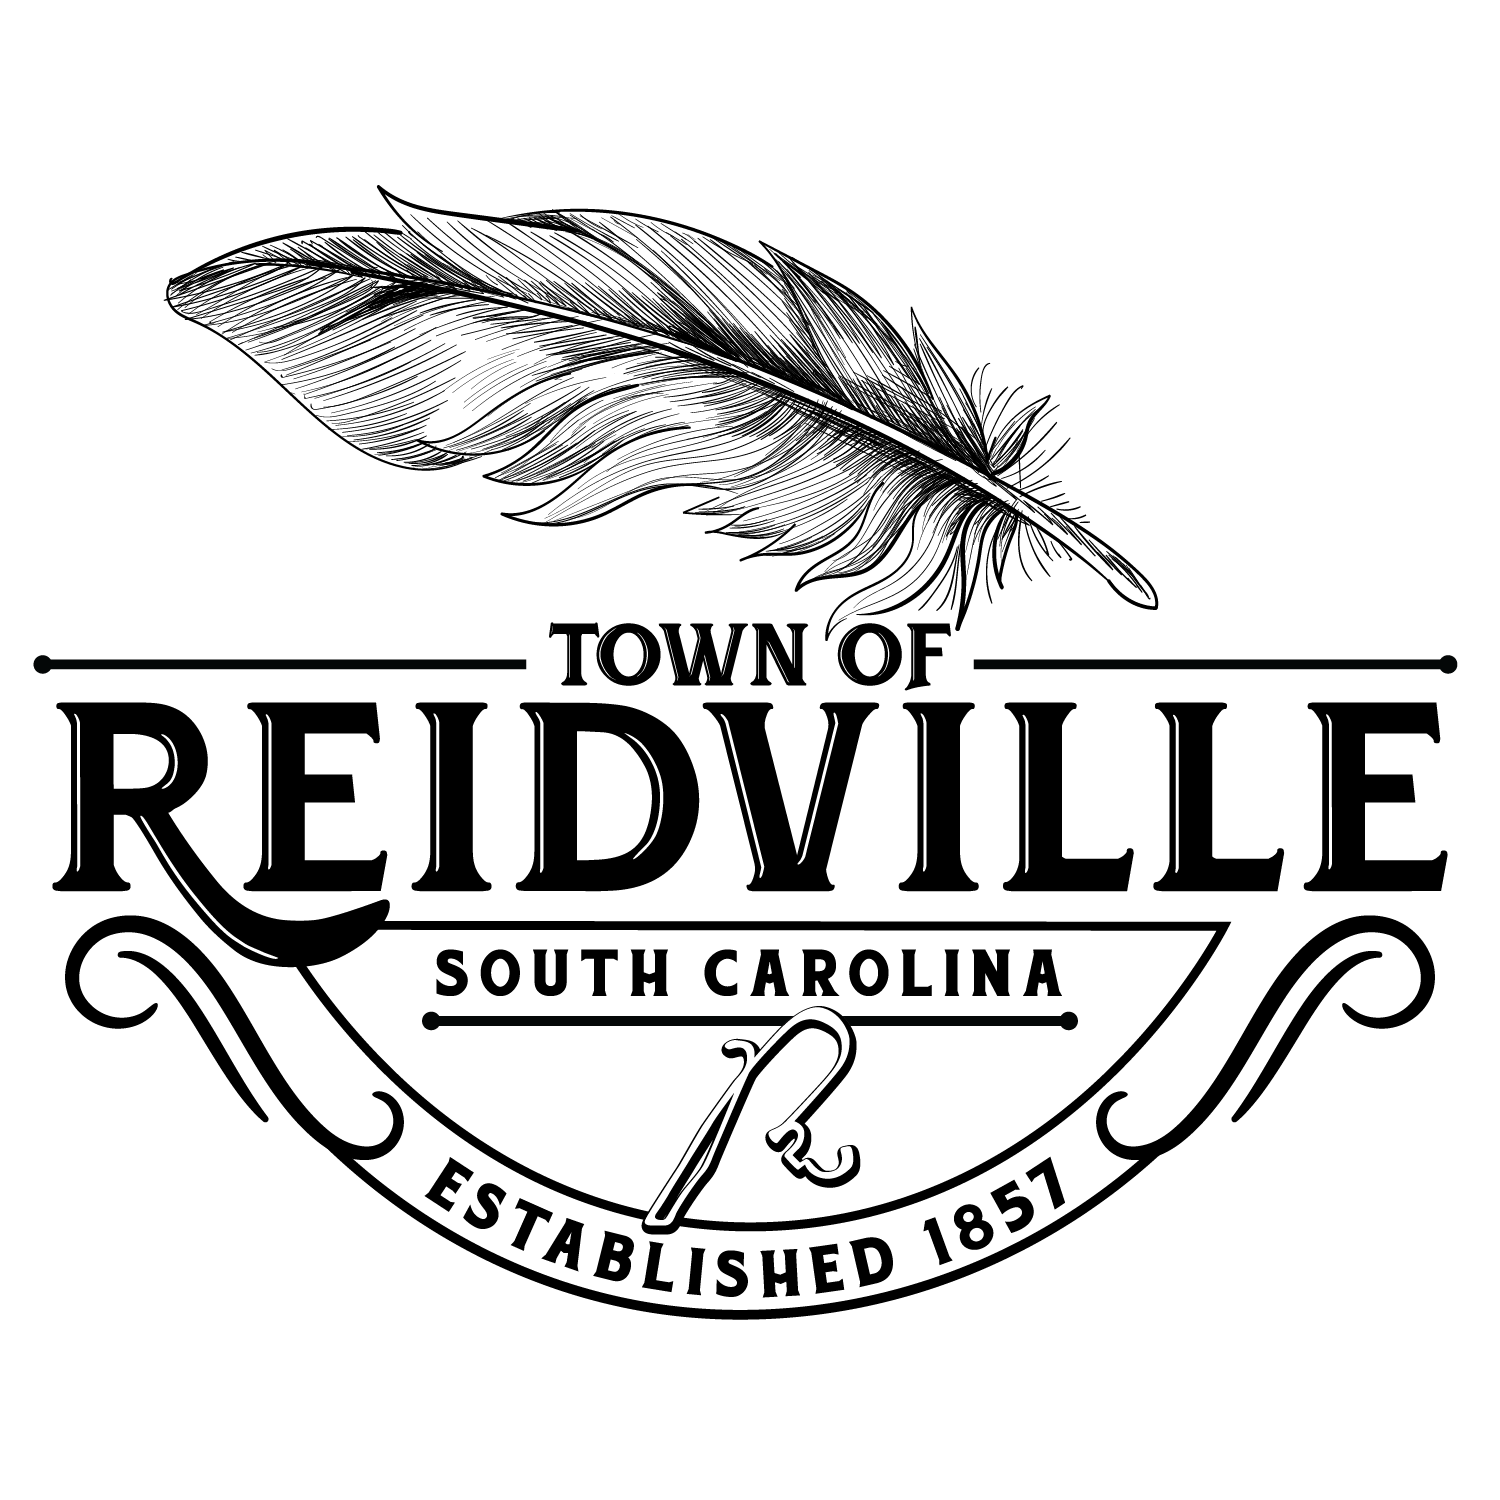 TOWN OF
REIDVILLE
SOUTH CAROLINA
R
ESTABLISHED 1857